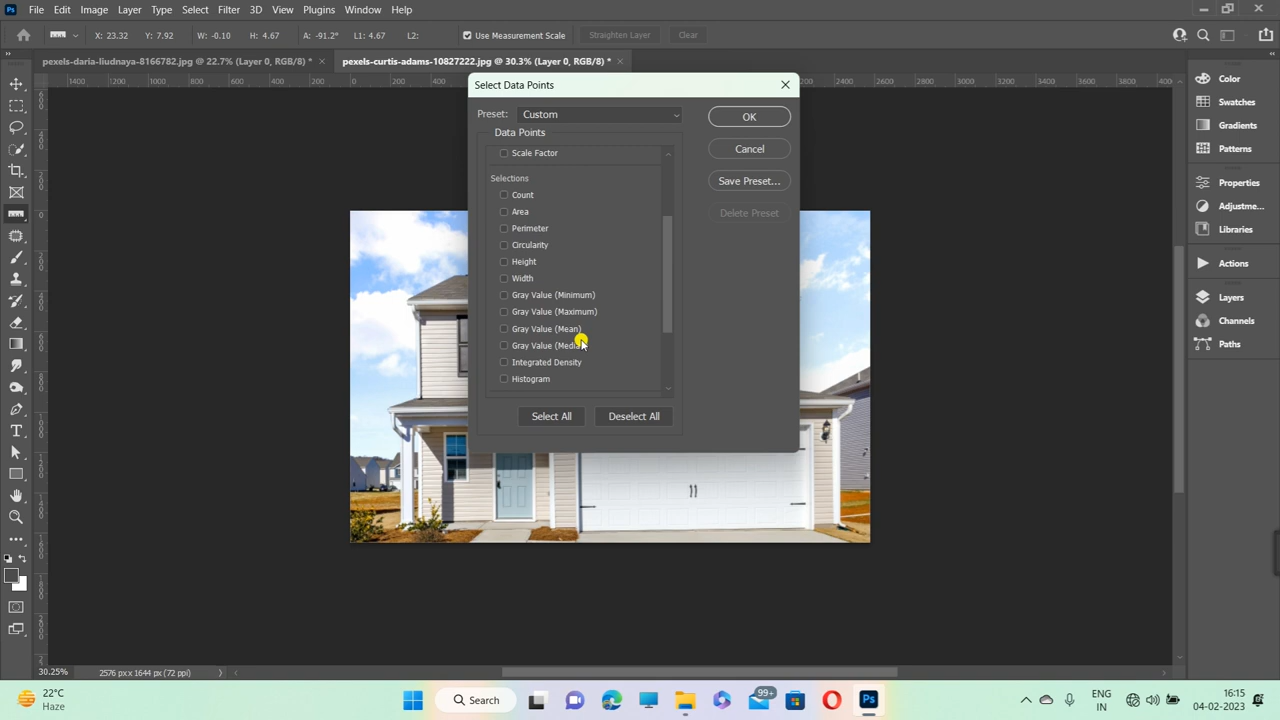 Ps File Edit Image Layer Type Select Filter 3D View Plugins Window Help
X: 23.32 Y: 7.92 W: -0.10 H: 4.67 A: -91.2° L1: 4.67 L2: Use Measurement Scale Straighten Layer Clear
pexels-daria-liudnaya-8166782.jpg @ 22.7% (Layer 0, RGB/8) * × pexels-curtis-adams-10827222.jpg @ 30.3% (Layer 0, RGB/8) * ×
Select Data Points
Preset: Custom
Data Points
Scale Factor
Selections
Count
Area
Perimeter
Circularity
Height
Width
Gray Value (Minimum)
Gray Value (Maximum)
Gray Value (Mean)
Integrated Density
Histogram
Select All Deselect All
OK
Cancel
Save Preset...
Delete Preset
Color
Swatches
Gradients
Patterns
Properties
Adjustme...
Libraries
Actions
Layers
Channels
Paths
30.25% 2576 px x 1644 px (72 ppi)
22°C
Haze
Search
99+
Ps
ENG
IN
16:15
04-02-2023